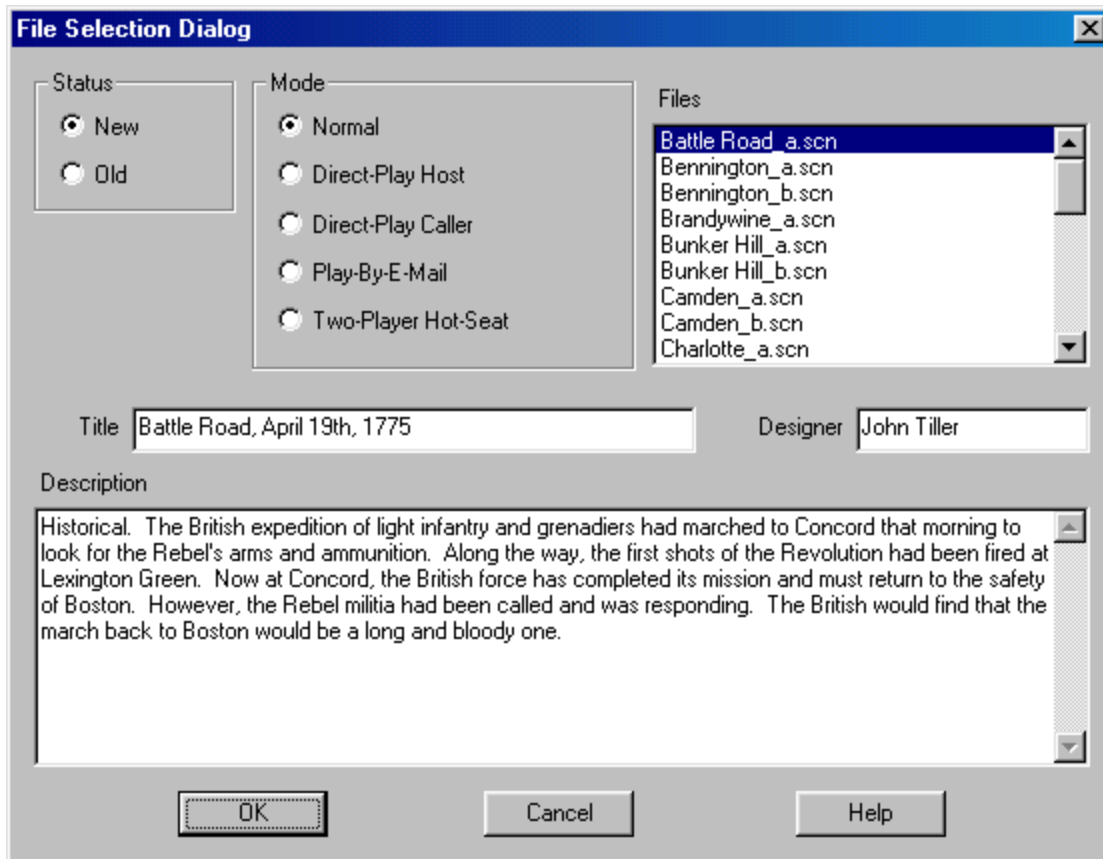 File Selection Dialog
Status
New
Old
Mode
Normal
Direct-Play Host
Direct-Play Caller
Play-By-E-Mail
Two-Player Hot-Seat
Files
Battle Road_a.scn
Bennington_a.scn
Bennington_b.scn
Brandywine_a.scn
Bunker Hill_a.scn
Bunker Hill_b.scn
Camden_a.scn
Camden_b.scn
Charlotte_a.scn
Title Battle Road, April 19th, 1775
Designer John Tiller
Description
Historical.  The British expedition of light infantry and grenadiers had marched to Concord that morning to
look for the Rebel's arms and ammunition.  Along the way, the first shots of the Revolution had been fired at
Lexington Green.  Now at Concord, the British force has completed its mission and must return to the safety
of Boston.  However, the Rebel militia had been called and was responding.  The British would find that the
march back to Boston would be a long and bloody one.
OK
Cancel
Help